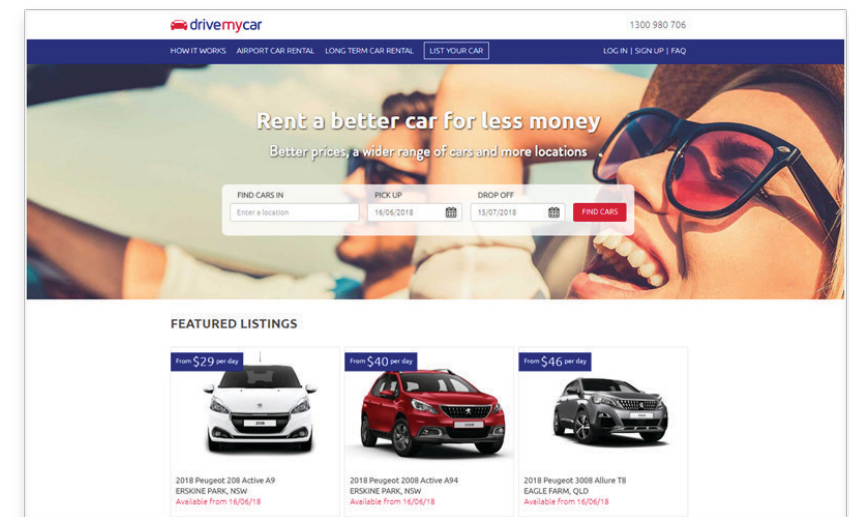 drivemycar
1300 980 706
HOW IT WORKS AIRPORT CAR RENTAL LONG TERM CAR RENTAL LIST YOUR CAR LOG IN | SIGN UP | FAQ
Rent a better car for less money
Better prices, a wider range of cars and more locations
FIND CARS IN PICK UP DROP OFF
Enter a location 16/06/2018 15/07/2018 FIND CARS
FEATURED LISTINGS
From $29 per day From $40 per day From $46 per day
2018 Peugeot 208 Active A9 2018 Peugeot 2008 Active A94 2018 Peugeot 3008 Allure T8
ERSKINE PARK, NSW ERSKINE PARK, NSW EAGLE FARM, QLD
Available from 16/06/18 Available from 16/06/18 Available from 16/06/18